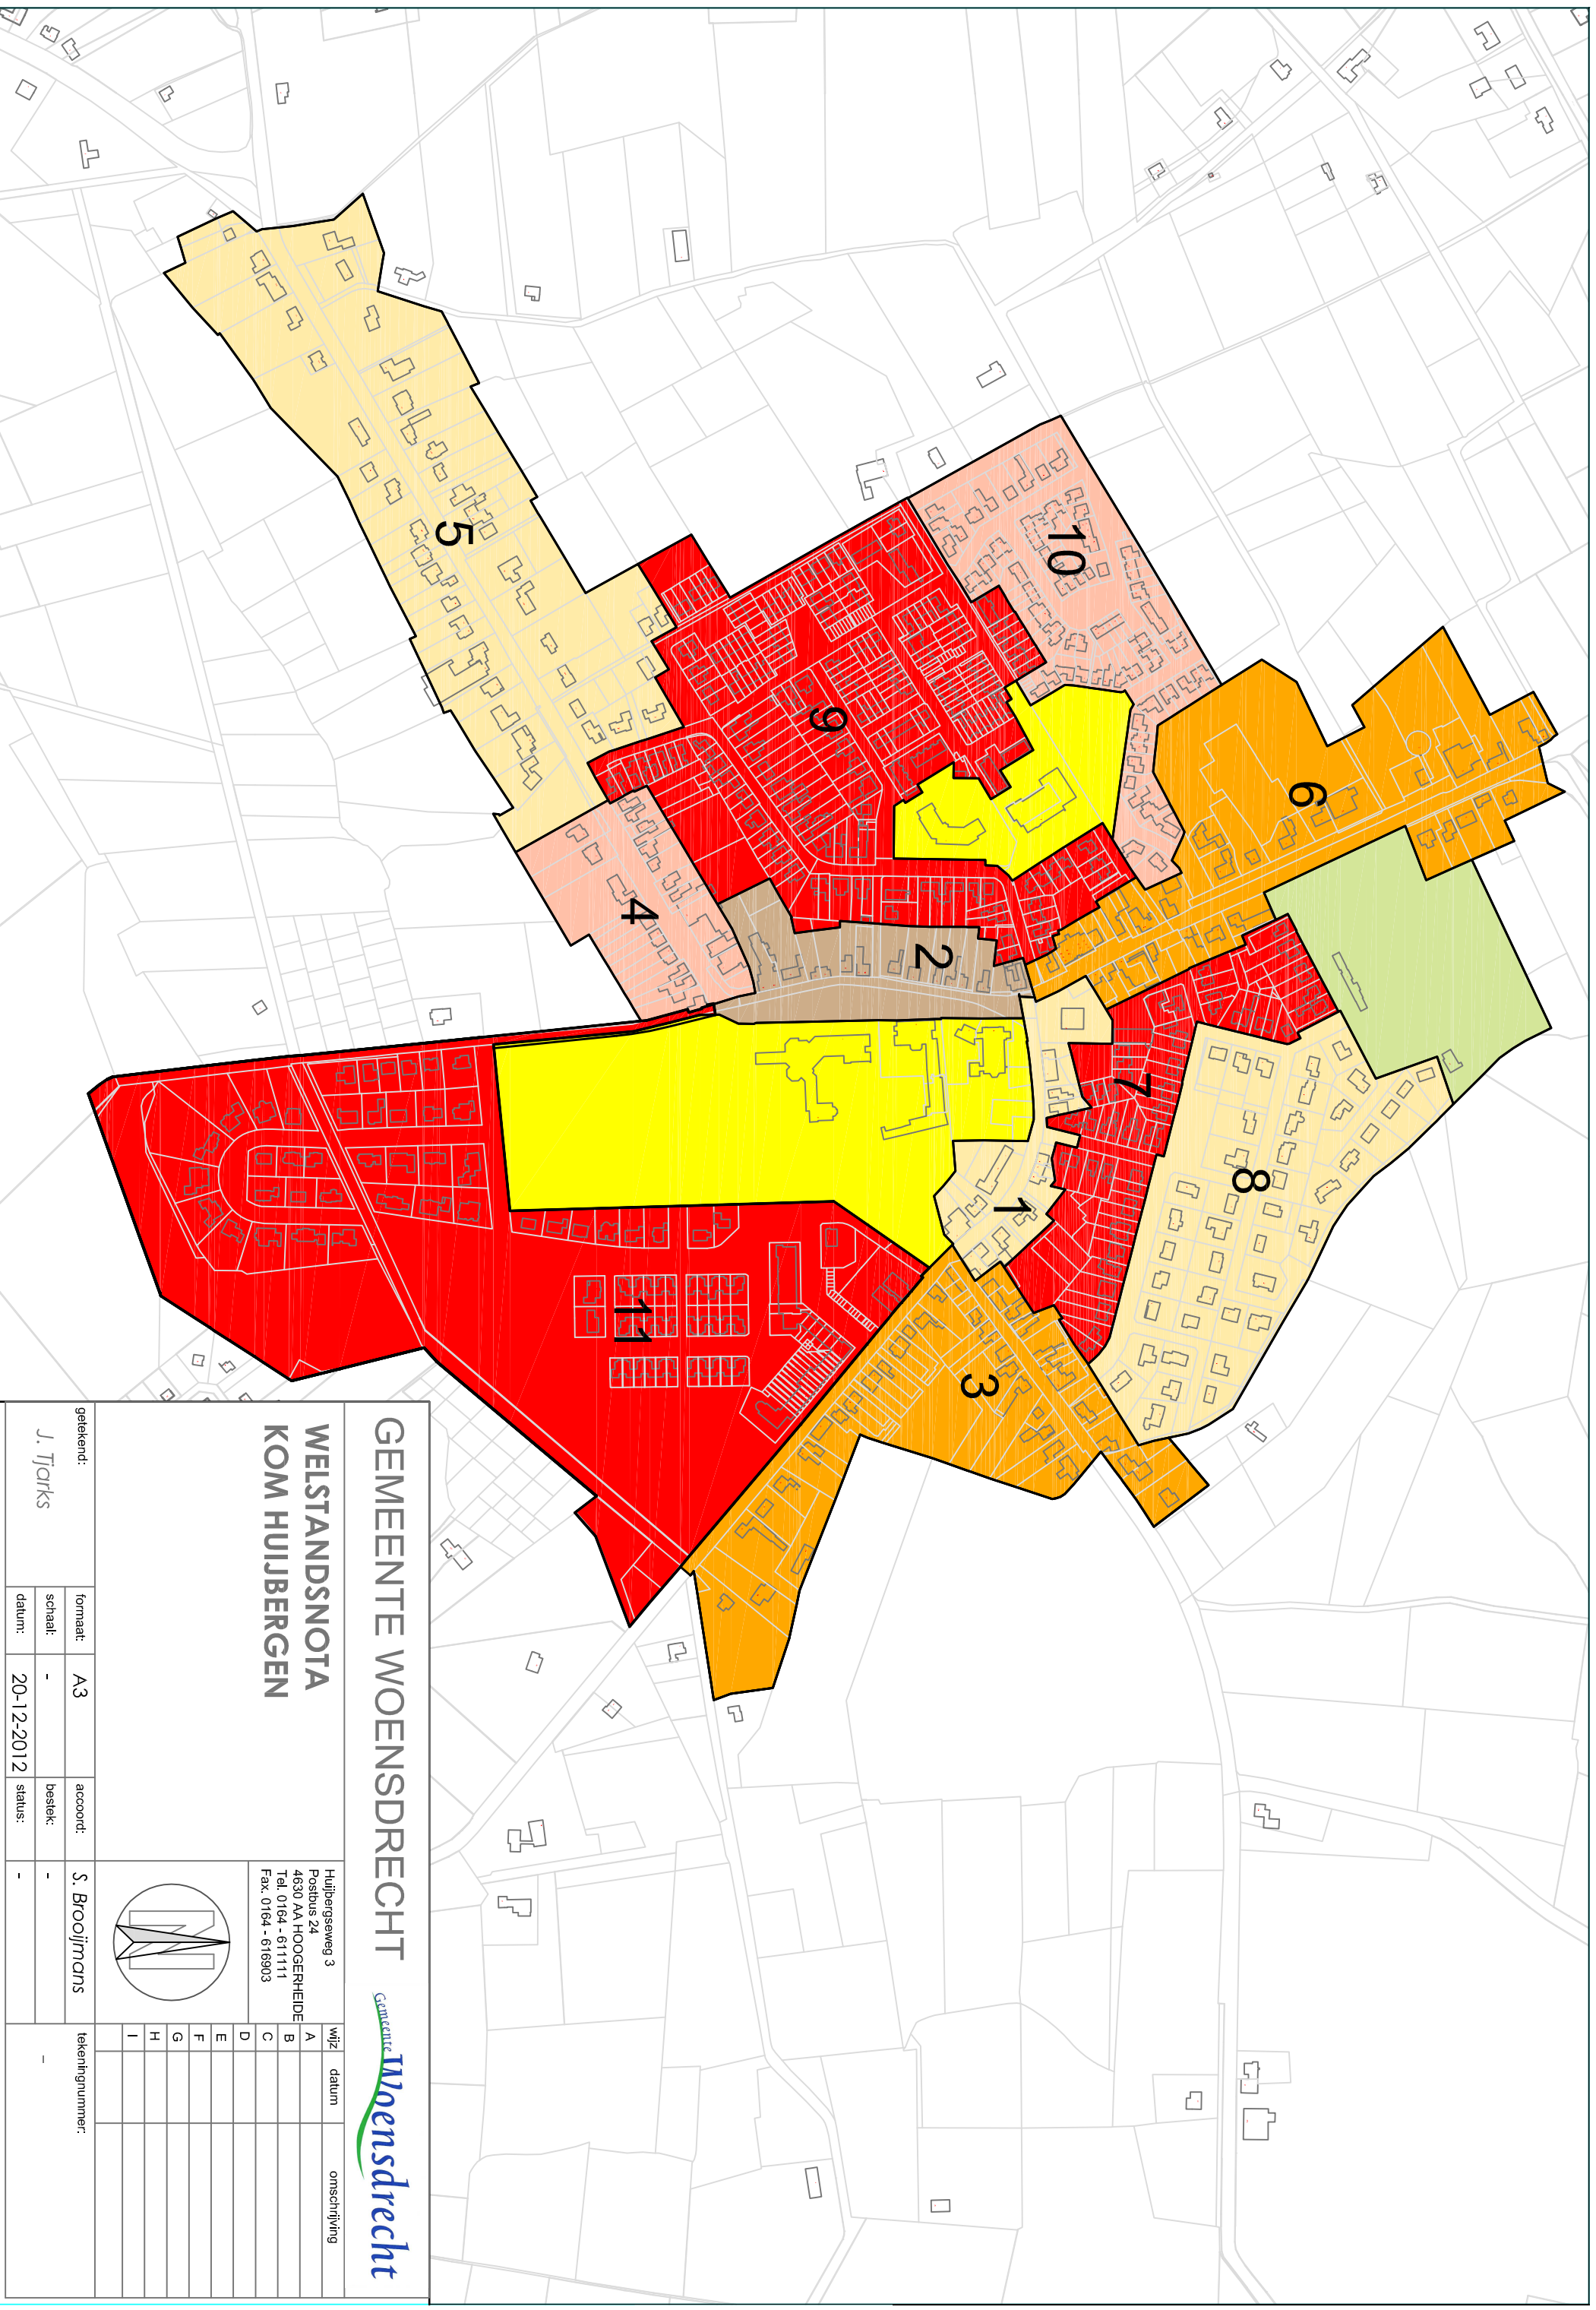 10
6
5
9
4
2
7
8
1
3
11
GEMEENTE WOENSDRECHT
Gemeente Woensdrecht
WELSTANDSNOTA
KOM HUIJBERGEN
Huijbergseweg 3
Postbus 24
4630 AA HOOGERHEIDE
Tel. 0164 - 611111
Fax. 0164 - 616903
N
wijz datum omschrijving
A
B
C
D
E
F
G
H
I
getekend: formaat: A3 accoord: S. Brooijmans tekeningnummer:
J. Tjarks schaal: - bestek: - -
datum: 20-12-2012 status: -